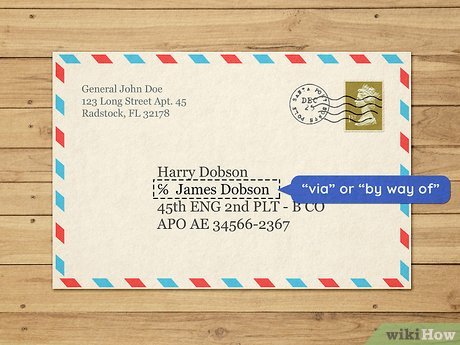 General John Doe
123 Long Street Apt. 45
Radstock, FL 32178
DEC
Harry Dobson
℅ James Dobson
"via" or "by way of"
45th ENG 2nd PLT - B CO
APO AE 34566-2367
wikiHow